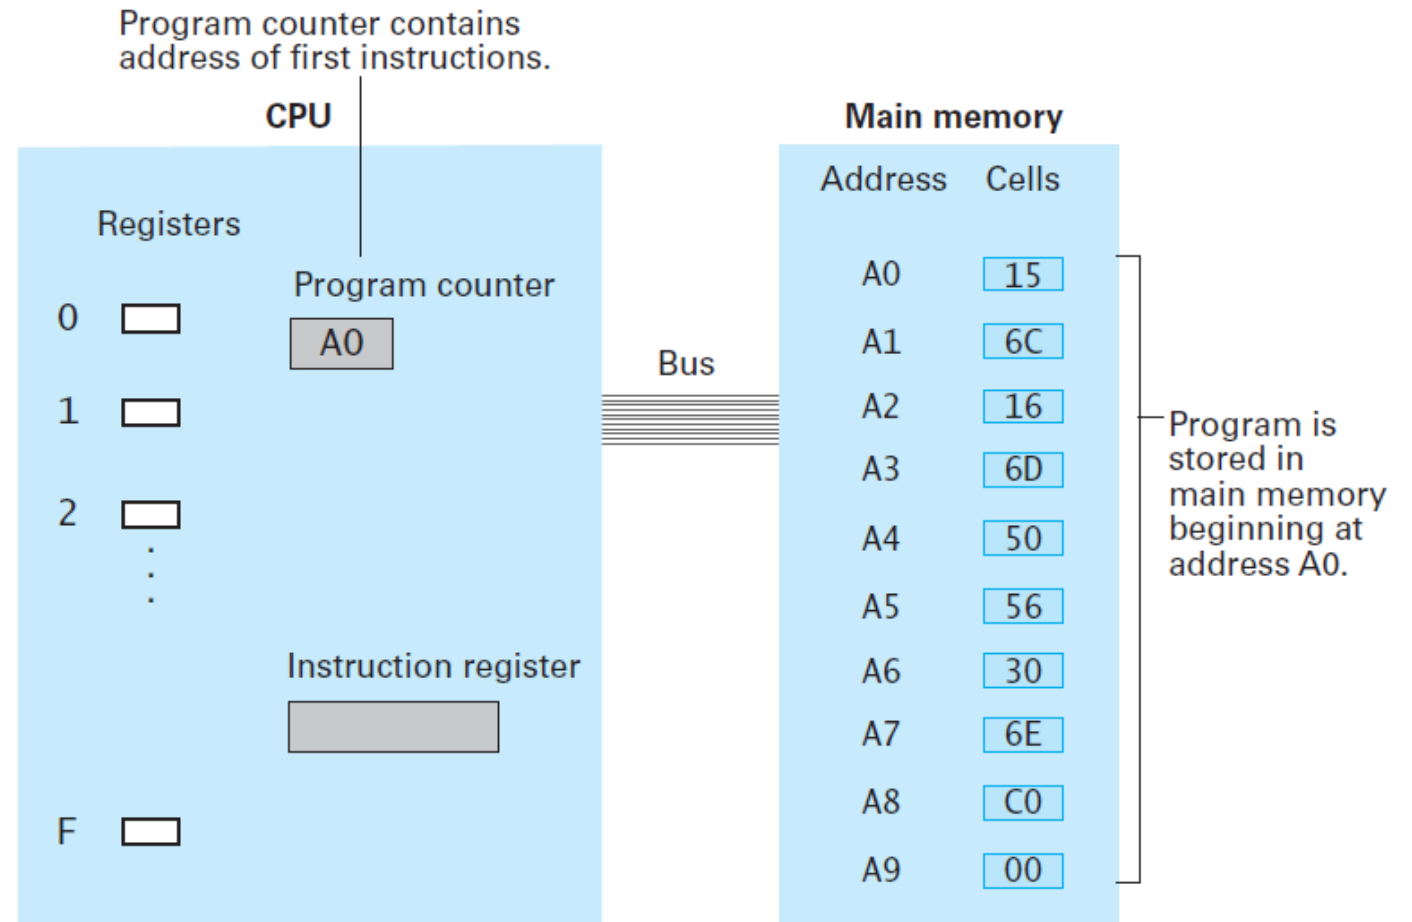 Program counter contains
address of first instructions.
CPU
Main memory
Address Cells
Registers
Program counter
A0
0
1
2
F
Instruction register
Bus
A0 15
A1 6C
A2 16
A3 6D
A4 50
A5 56
A6 30
A7 6E
A8 C0
A9 00
Program is
stored in
main memory
beginning at
address A0.